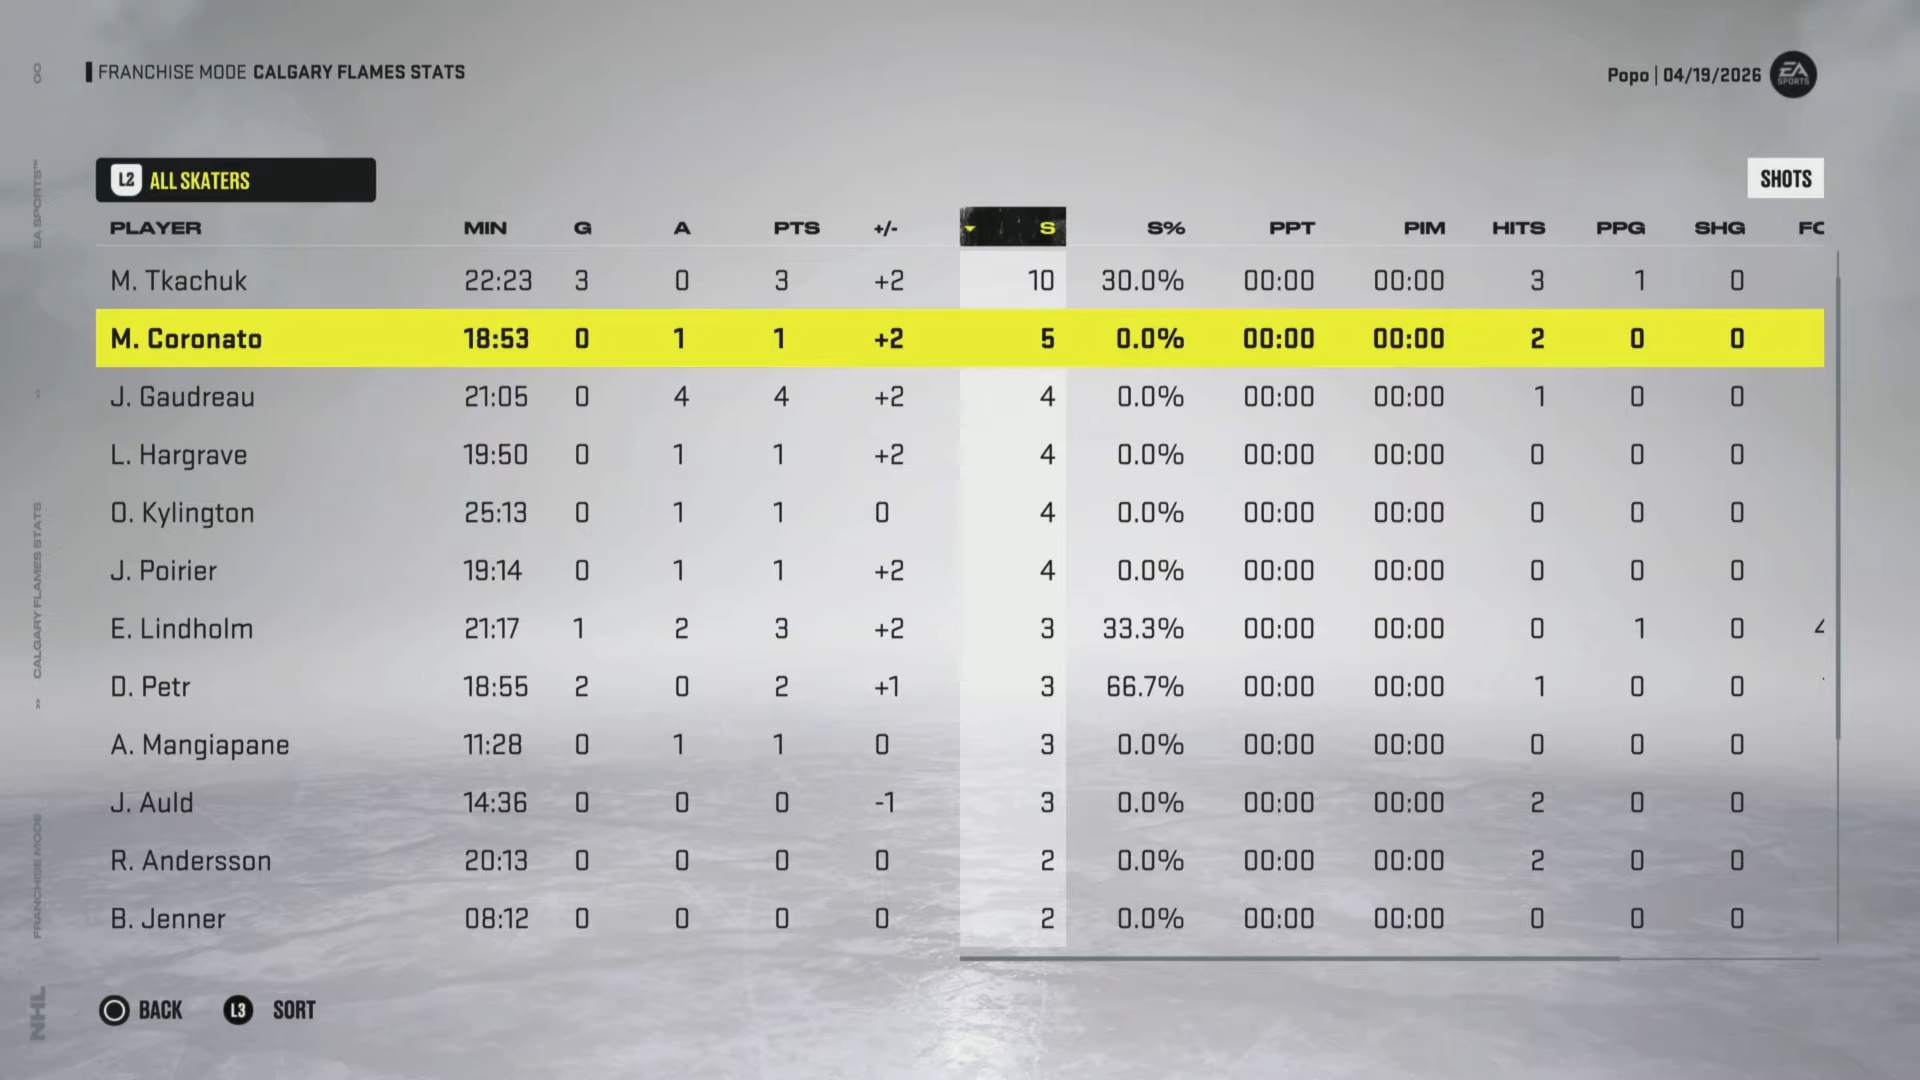 FRANCHISE MODE CALGARY FLAMES STATS
Popo | 04/19/2026
EA SPORTS
L2 ALL SKATERS
SHOTS
PLAYER MIN G A PTS +/- S S% PPT PIM HITS PPG SHG FO
M. Tkachuk 22:23 3 0 3 +2 10 30.0% 00:00 00:00 3 1 0
M. Coronato 18:53 0 1 1 +2 5 0.0% 00:00 00:00 2 0 0
J. Gaudreau 21:05 0 4 4 +2 4 0.0% 00:00 00:00 1 0 0
L. Hargrave 19:50 0 1 1 +2 4 0.0% 00:00 00:00 0 0 0
O. Kylington 25:13 0 1 1 0 4 0.0% 00:00 00:00 0 0 0
J. Poirier 19:14 0 1 1 +2 4 0.0% 00:00 00:00 0 0 0
E. Lindholm 21:17 1 2 3 +2 3 33.3% 00:00 00:00 0 1 0 4
D. Petr 18:55 2 0 2 +1 3 66.7% 00:00 00:00 1 0 0
A. Mangiapane 11:28 0 1 1 0 3 0.0% 00:00 00:00 0 0 0
J. Auld 14:36 0 0 0 -1 3 0.0% 00:00 00:00 2 0 0
R. Andersson 20:13 0 0 0 0 2 0.0% 00:00 00:00 2 0 0
B. Jenner 08:12 0 0 0 0 2 0.0% 00:00 00:00 0 0 0
BACK L3 SORT
NHL FRANCHISE MODE » CALGARY FLAMES STATS » EA SPORTS™